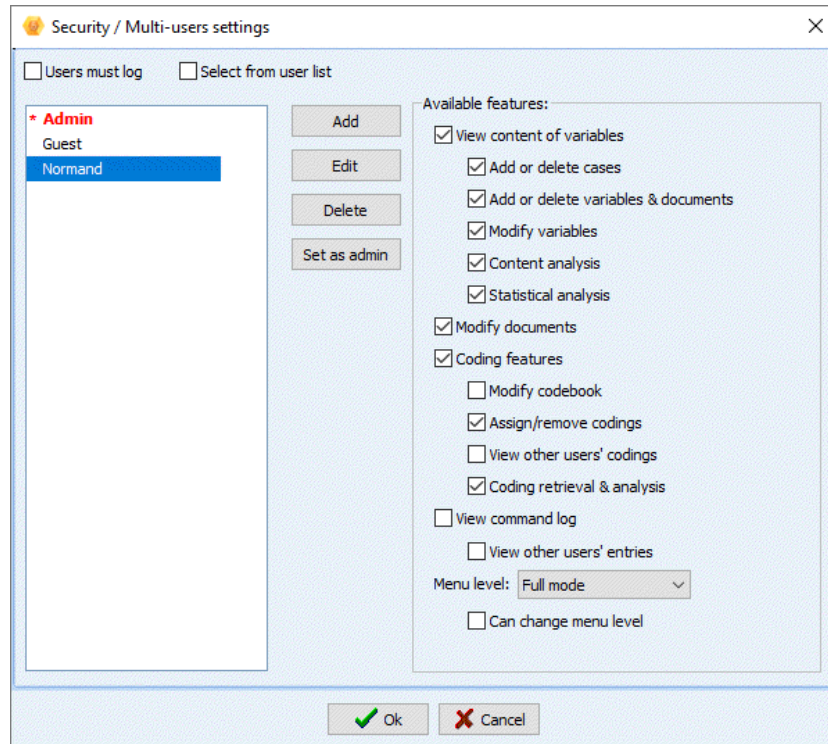 Security / Multi-users settings
Users must log
Select from user list
* Admin
Guest
Normand
Add
Edit
Delete
Set as admin
Available features:
View content of variables
Add or delete cases
Add or delete variables & documents
Modify variables
Content analysis
Statistical analysis
Modify documents
Coding features
Modify codebook
Assign/remove codings
View other users' codings
Coding retrieval & analysis
View command log
View other users' entries
Menu level: Full mode
Can change menu level
Ok
Cancel